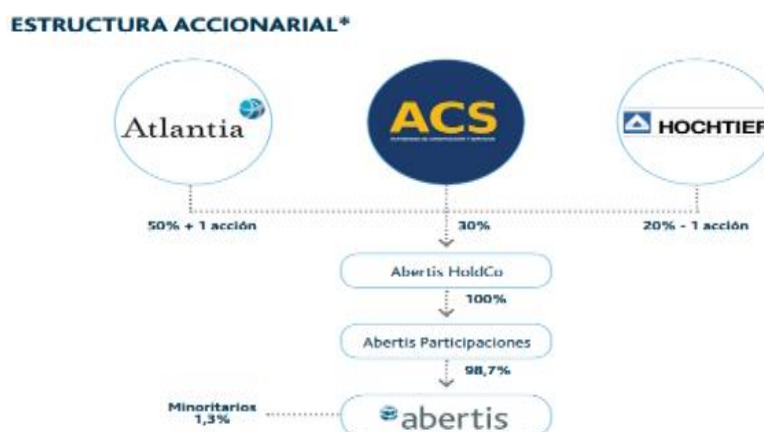 ESTRUCTURA ACCIONARIAL*
Atlantia
ACS
HOCHTIEF
50% + 1 acción
30%
20% - 1 acción
Abertis HoldCo
100%
Abertis Participaciones
98,7%
Minoritarios
1,3%
abertis